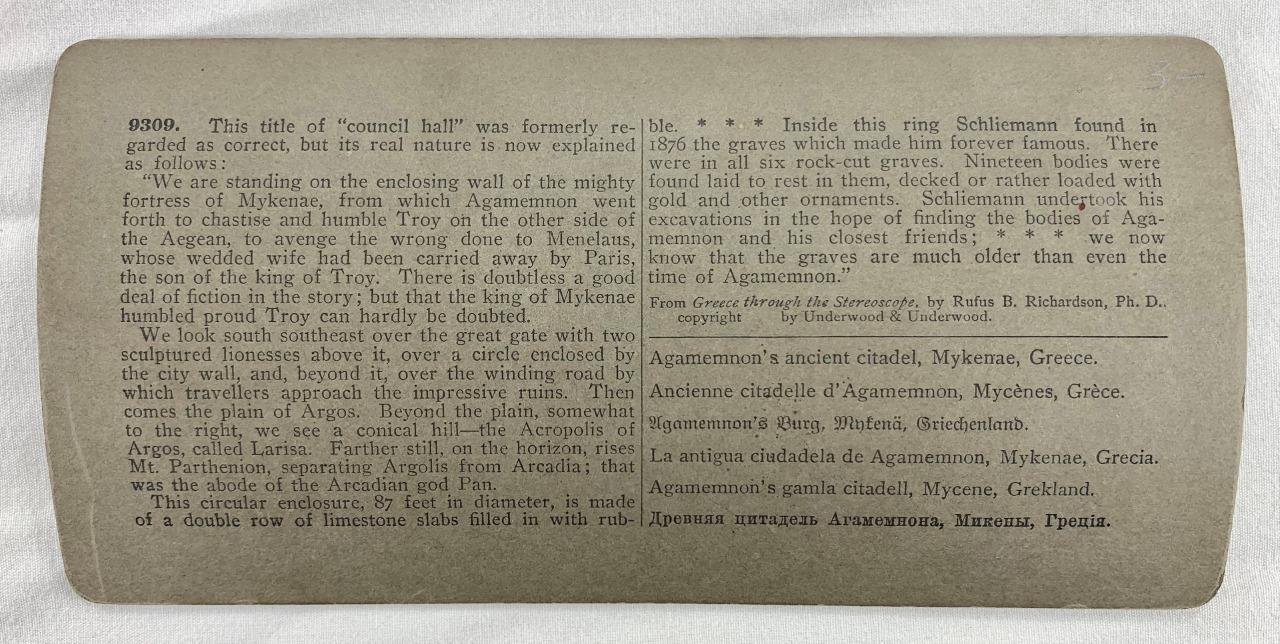 3–
9309. This title of “council hall” was formerly re-
garded as correct, but its real nature is now explained
as follows:
“We are standing on the enclosing wall of the mighty
fortress of Mykenae, from which Agamemnon went
forth to chastise and humble Troy on the other side of
the Aegean, to avenge the wrong done to Menelaus,
whose wedded wife had been carried away by Paris,
the son of the king of Troy. There is doubtless a good
deal of fiction in the story; but that the king of Mykenae
humbled proud Troy can hardly be doubted.
We look south southeast over the great gate with two
sculptured lionesses above it, over a circle enclosed by
the city wall, and, beyond it, over the winding road by
which travellers approach the impressive ruins. Then
comes the plain of Argos. Beyond the plain, somewhat
to the right, we see a conical hill—the Acropolis of
Argos, called Larisa. Farther still, on the horizon, rises
Mt. Parthenion, separating Argolis from Arcadia; that
was the abode of the Arcadian god Pan.
This circular enclosure, 87 feet in diameter, is made
of a double row of limestone slabs filled in with rub-
ble. * * * Inside this ring Schliemann found in
1876 the graves which made him forever famous. There
were in all six rock-cut graves. Nineteen bodies were
found laid to rest in them, decked or rather loaded with
gold and other ornaments. Schliemann undertook his
excavations in the hope of finding the bodies of Aga-
memnon and his closest friends; * * * we now
know that the graves are much older than even the
time of Agamemnon.”
From Greece through the Stereoscope, by Rufus B. Richardson, Ph. D.,
copyright by Underwood & Underwood.
Agamemnon's ancient citadel, Mykenae, Greece.
Ancienne citadelle d'Agamemnon, Mycènes, Grèce.
Agamemnon's Burg, Mykenä, Griechenland.
La antigua ciudadela de Agamemnon, Mykenae, Grecia.
Agamemnon's gamla citadell, Mycene, Grekland.
Древняя цитадель Агамемнона, Микены, Греція.